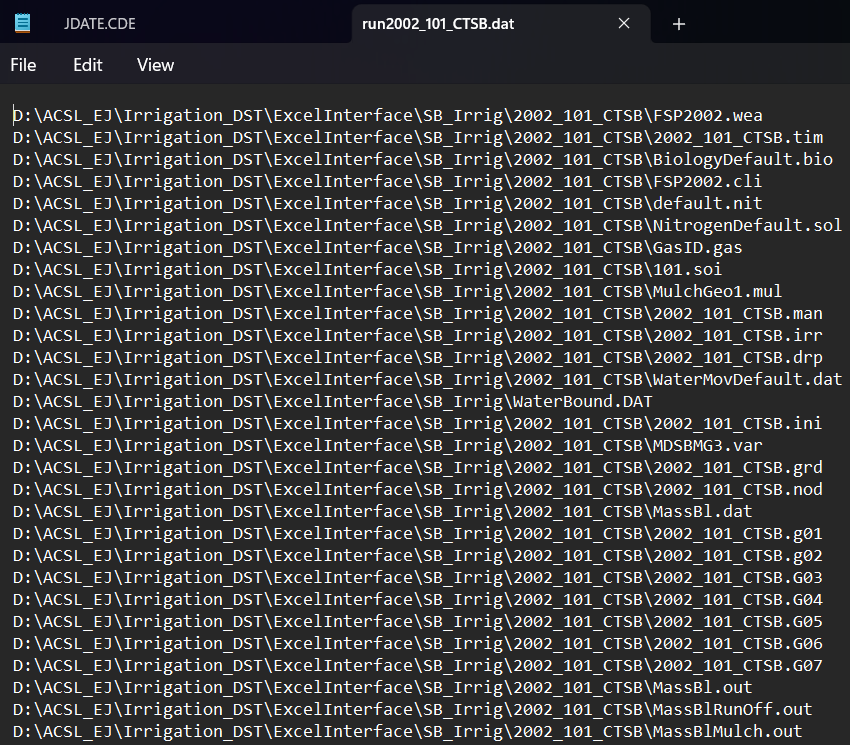 JDATE.CDE
run2002_101_CTSB.dat
File Edit View
D:\ACSL_EJ\Irrigation_DST\ExcelInterface\SB_Irrig\2002_101_CTSB\FSP2002.wea
D:\ACSL_EJ\Irrigation_DST\ExcelInterface\SB_Irrig\2002_101_CTSB\2002_101_CTSB.tim
D:\ACSL_EJ\Irrigation_DST\ExcelInterface\SB_Irrig\2002_101_CTSB\BiologyDefault.bio
D:\ACSL_EJ\Irrigation_DST\ExcelInterface\SB_Irrig\2002_101_CTSB\FSP2002.cli
D:\ACSL_EJ\Irrigation_DST\ExcelInterface\SB_Irrig\2002_101_CTSB\default.nit
D:\ACSL_EJ\Irrigation_DST\ExcelInterface\SB_Irrig\2002_101_CTSB\NitrogenDefault.sol
D:\ACSL_EJ\Irrigation_DST\ExcelInterface\SB_Irrig\2002_101_CTSB\GasID.gas
D:\ACSL_EJ\Irrigation_DST\ExcelInterface\SB_Irrig\2002_101_CTSB\101.soi
D:\ACSL_EJ\Irrigation_DST\ExcelInterface\SB_Irrig\2002_101_CTSB\MulchGeo1.mul
D:\ACSL_EJ\Irrigation_DST\ExcelInterface\SB_Irrig\2002_101_CTSB\2002_101_CTSB.man
D:\ACSL_EJ\Irrigation_DST\ExcelInterface\SB_Irrig\2002_101_CTSB\2002_101_CTSB.irr
D:\ACSL_EJ\Irrigation_DST\ExcelInterface\SB_Irrig\2002_101_CTSB\2002_101_CTSB.drp
D:\ACSL_EJ\Irrigation_DST\ExcelInterface\SB_Irrig\2002_101_CTSB\WaterMovDefault.dat
D:\ACSL_EJ\Irrigation_DST\ExcelInterface\SB_Irrig\WaterBound.DAT
D:\ACSL_EJ\Irrigation_DST\ExcelInterface\SB_Irrig\2002_101_CTSB\2002_101_CTSB.ini
D:\ACSL_EJ\Irrigation_DST\ExcelInterface\SB_Irrig\2002_101_CTSB\MDSBMG3.var
D:\ACSL_EJ\Irrigation_DST\ExcelInterface\SB_Irrig\2002_101_CTSB\2002_101_CTSB.grd
D:\ACSL_EJ\Irrigation_DST\ExcelInterface\SB_Irrig\2002_101_CTSB\2002_101_CTSB.nod
D:\ACSL_EJ\Irrigation_DST\ExcelInterface\SB_Irrig\2002_101_CTSB\MassBl.dat
D:\ACSL_EJ\Irrigation_DST\ExcelInterface\SB_Irrig\2002_101_CTSB\2002_101_CTSB.g01
D:\ACSL_EJ\Irrigation_DST\ExcelInterface\SB_Irrig\2002_101_CTSB\2002_101_CTSB.g02
D:\ACSL_EJ\Irrigation_DST\ExcelInterface\SB_Irrig\2002_101_CTSB\2002_101_CTSB.G03
D:\ACSL_EJ\Irrigation_DST\ExcelInterface\SB_Irrig\2002_101_CTSB\2002_101_CTSB.G04
D:\ACSL_EJ\Irrigation_DST\ExcelInterface\SB_Irrig\2002_101_CTSB\2002_101_CTSB.G05
D:\ACSL_EJ\Irrigation_DST\ExcelInterface\SB_Irrig\2002_101_CTSB\2002_101_CTSB.G06
D:\ACSL_EJ\Irrigation_DST\ExcelInterface\SB_Irrig\2002_101_CTSB\2002_101_CTSB.G07
D:\ACSL_EJ\Irrigation_DST\ExcelInterface\SB_Irrig\2002_101_CTSB\MassBl.out
D:\ACSL_EJ\Irrigation_DST\ExcelInterface\SB_Irrig\2002_101_CTSB\MassBlRunOff.out
D:\ACSL_EJ\Irrigation_DST\ExcelInterface\SB_Irrig\2002_101_CTSB\MassBlMulch.out